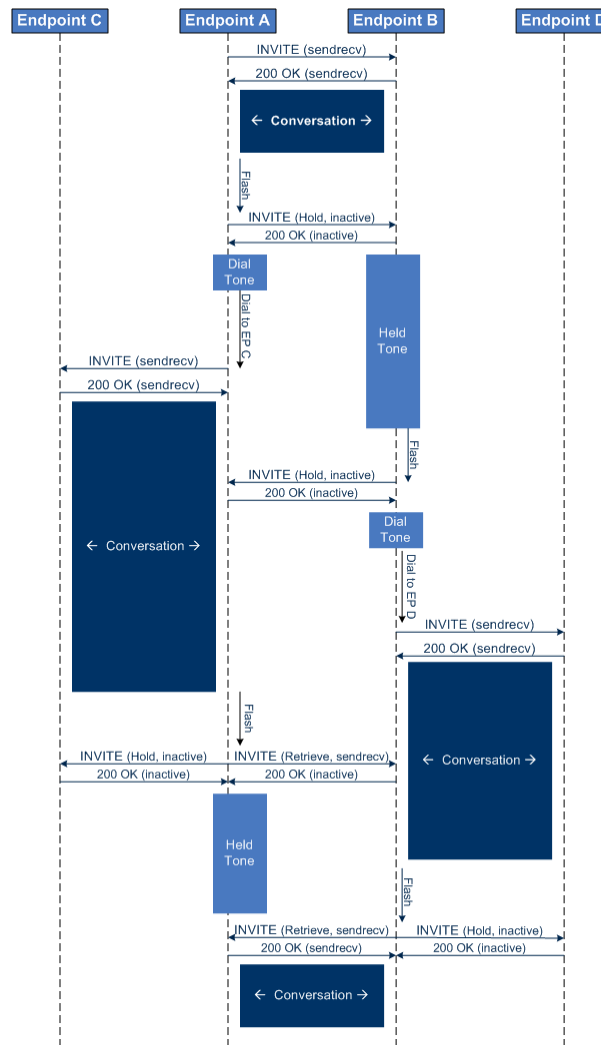 Endpoint C
Endpoint A
Endpoint B
Endpoint D
INVITE (sendrecv)
200 OK (sendrecv)
← Conversation →
Flash
INVITE (Hold, inactive)
200 OK (inactive)
Dial
Tone
Held
Tone
Dial to EP C
INVITE (sendrecv)
200 OK (sendrecv)
← Conversation →
Flash
INVITE (Hold, inactive)
200 OK (inactive)
Dial
Tone
Dial to EP D
INVITE (sendrecv)
200 OK (sendrecv)
← Conversation →
Flash
INVITE (Hold, inactive)
INVITE (Retrieve, sendrecv)
200 OK (inactive)
200 OK (inactive)
Held
Tone
Flash
INVITE (Retrieve, sendrecv)
INVITE (Hold, inactive)
200 OK (sendrecv)
200 OK (inactive)
← Conversation →